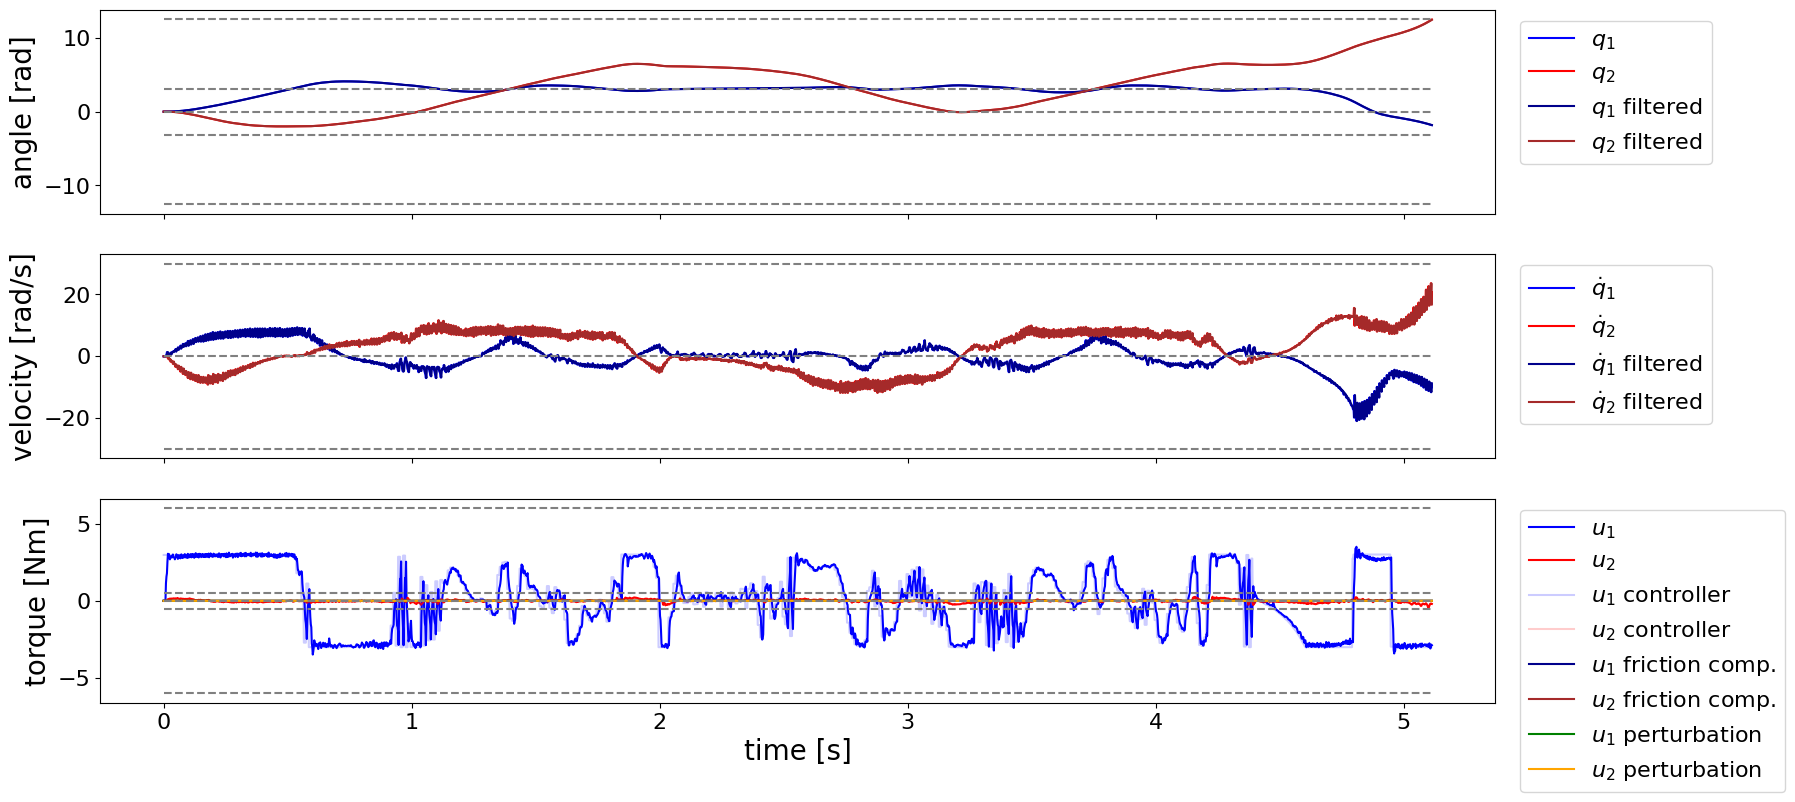 angle [rad]
10
0
−10
q₁
q₂
q₁ filtered
q₂ filtered
velocity [rad/s]
20
0
−20
q̇₁
q̇₂
q̇₁ filtered
q̇₂ filtered
torque [Nm]
5
0
−5
0 1 2 3 4 5
time [s]
u₁
u₂
u₁ controller
u₂ controller
u₁ friction comp.
u₂ friction comp.
u₁ perturbation
u₂ perturbation